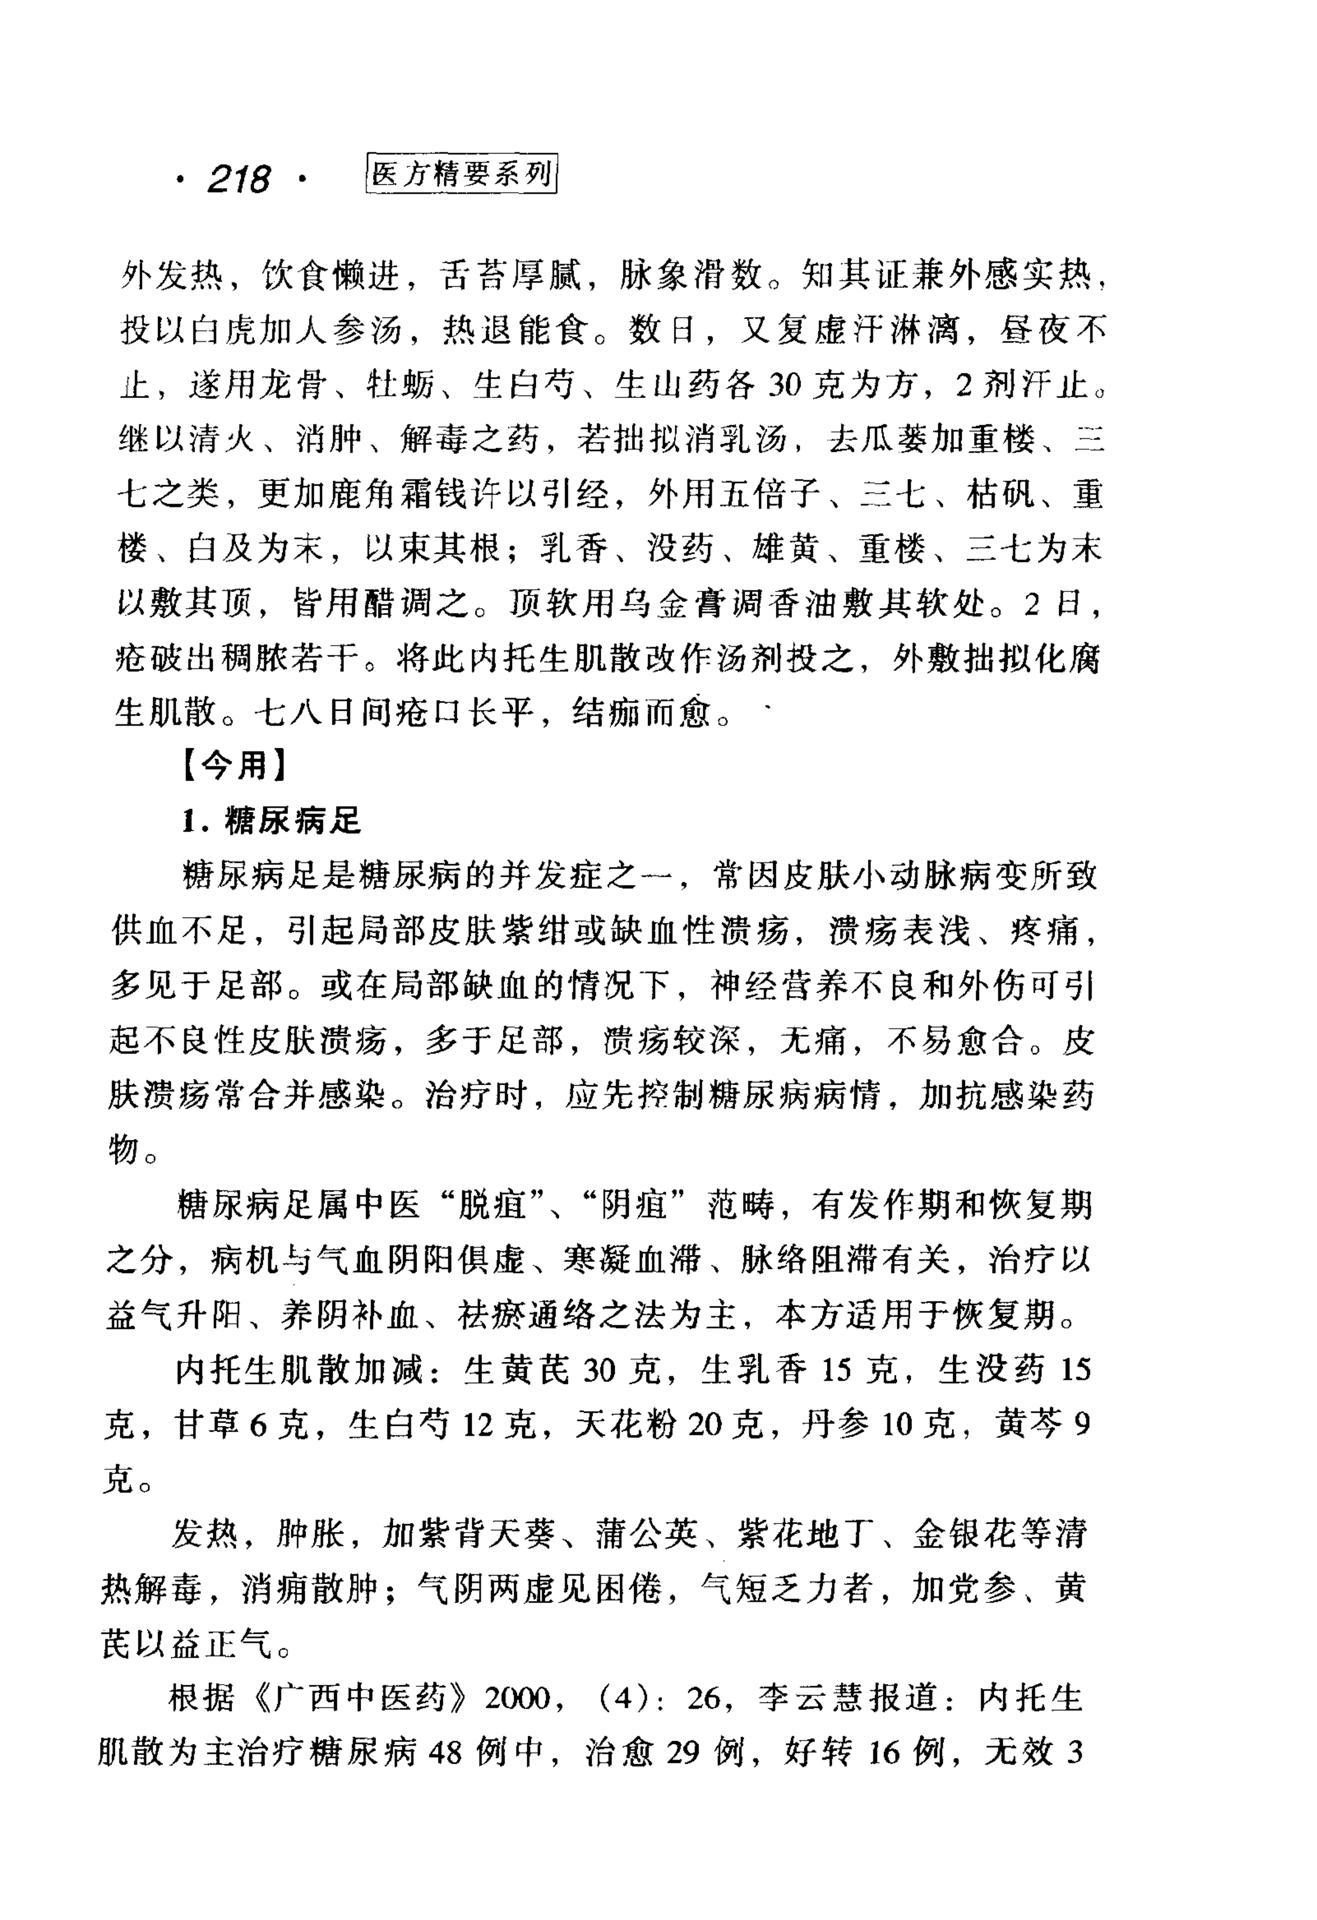 ·218· 医方精要系列
外发热，饮食懒进，舌苔厚腻，脉象滑数。知其证兼外感实热，
投以白虎加人参汤，热退能食。数日，又复虚汗淋漓，昼夜不
止，遂用龙骨、牡蛎、生白芍、生山药各 30 克为方，2 剂汗止。
继以清火、消肿、解毒之药，若拙拟消乳汤，去瓜蒌加重楼、三
七之类，更加鹿角霜钱许以引经，外用五倍子、三七、枯矾、重
楼、白及为末，以束其根；乳香、没药、雄黄、重楼、三七为末
以敷其顶，皆用醋调之。顶软用乌金膏调香油敷其软处。2 日，
疮破出稠脓若干。将此内托生肌散改作汤剂投之，外敷拙拟化腐
生肌散。七八日间疮口长平，结痂而愈。
【今用】
1. 糖尿病足
糖尿病足是糖尿病的并发症之一，常因皮肤小动脉病变所致
供血不足，引起局部皮肤紫绀或缺血性溃疡，溃疡表浅、疼痛，
多见于足部。或在局部缺血的情况下，神经营养不良和外伤可引
起不良性皮肤溃疡，多于足部，溃疡较深，无痛，不易愈合。皮
肤溃疡常合并感染。治疗时，应先控制糖尿病病情，加抗感染药
物。
糖尿病足属中医“脱疽”、“阴疽”范畴，有发作期和恢复期
之分，病机与气血阴阳俱虚、寒凝血滞、脉络阻滞有关，治疗以
益气升阳、养阴补血、祛瘀通络之法为主，本方适用于恢复期。
内托生肌散加减：生黄芪 30 克，生乳香 15 克，生没药 15
克，甘草 6 克，生白芍 12 克，天花粉 20 克，丹参 10 克，黄芩 9
克。
发热，肿胀，加紫背天葵、蒲公英、紫花地丁、金银花等清
热解毒，消痈散肿；气阴两虚见困倦，气短乏力者，加党参、黄
芪以益正气。
根据《广西中医药》2000，（4）：26，李云慧报道：内托生
肌散为主治疗糖尿病 48 例中，治愈 29 例，好转 16 例，无效 3